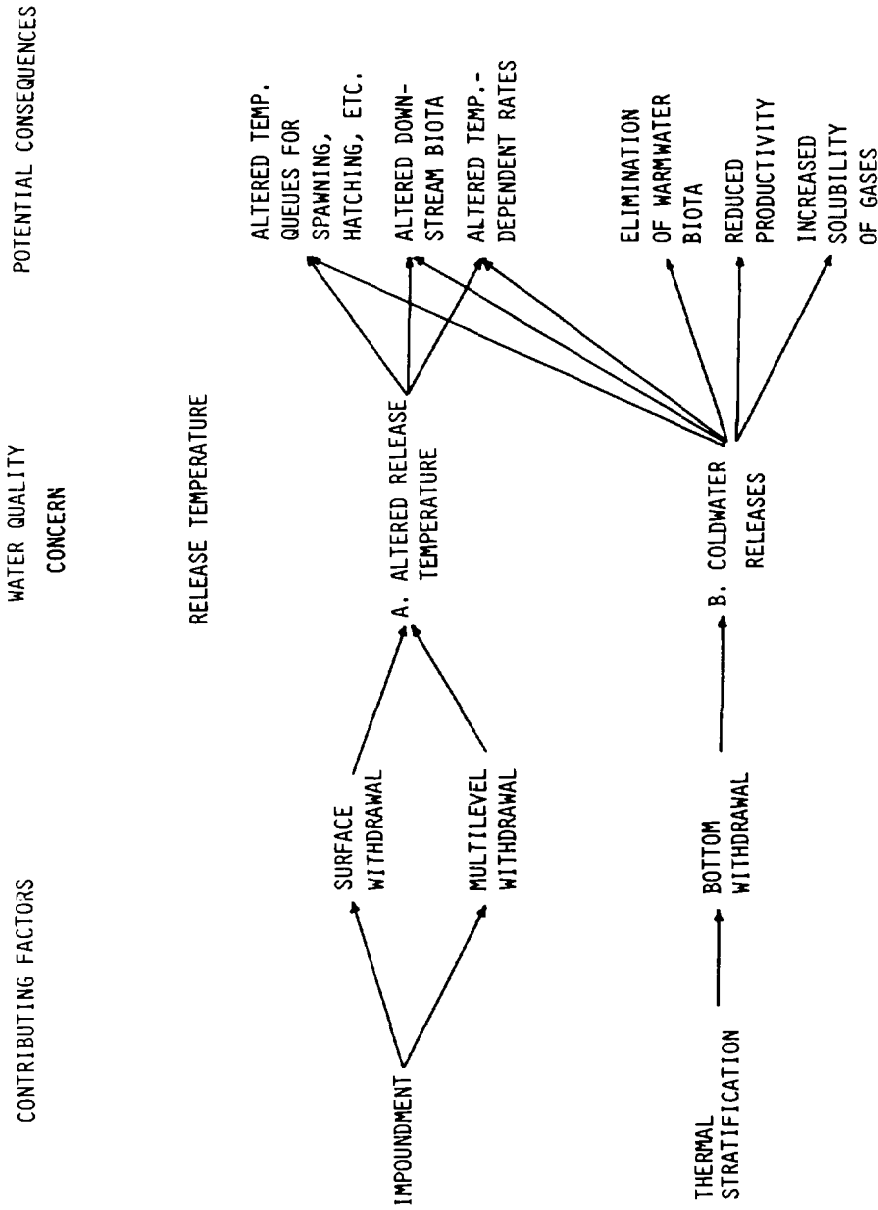 CONTRIBUTING FACTORS
WATER QUALITY
CONCERN
POTENTIAL CONSEQUENCES
RELEASE TEMPERATURE
IMPOUNDMENT
SURFACE
WITHDRAWAL
MULTILEVEL
WITHDRAWAL
A. ALTERED RELEASE
TEMPERATURE
ALTERED TEMP.
QUEUES FOR
SPAWNING,
HATCHING, ETC.
ALTERED DOWN-
STREAM BIOTA
ALTERED TEMP.-
DEPENDENT RATES
THERMAL
STRATIFICATION
BOTTOM
WITHDRAWAL
B. COLDWATER
RELEASES
ELIMINATION
OF WARMWATER
BIOTA
REDUCED
PRODUCTIVITY
INCREASED
SOLUBILITY
OF GASES